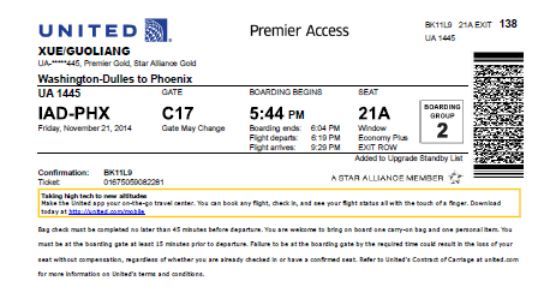 UNITED Premier Access BK11L9 21A EXIT 138
UA 1445
XUE/GUOLIANG
UA-*****445, Premier Gold, Star Alliance Gold
Washington-Dulles to Phoenix
UA 1445 GATE BOARDING BEGINS SEAT
IAD-PHX C17 5:44 PM 21A BOARDING GROUP 2
Friday, November 21, 2014 Gate May Change Boarding ends: 6:04 PM Window
Flight departs: 6:19 PM Economy Plus
Flight arrives: 9:29 PM EXIT ROW
Added to Upgrade Standby List
Confirmation: BK11L9
Ticket: 01675059082281
A STAR ALLIANCE MEMBER
Taking high tech to new altitudes
Make the United app your on-the-go travel center. You can book any flight, check in, and see your flight status all with the touch of a finger. Download
today at http://united.com/mobile
Bag check must be completed no later than 45 minutes before departure. You are welcome to bring on board one carry-on bag and one personal item. You
must be at the boarding gate at least 15 minutes prior to departure. Failure to be at the boarding gate by the required time could result in the loss of your
seat without compensation, regardless of whether you are already checked in or have a confirmed seat. Refer to United's Contract of Carriage at united.com
for more information on United's terms and conditions.